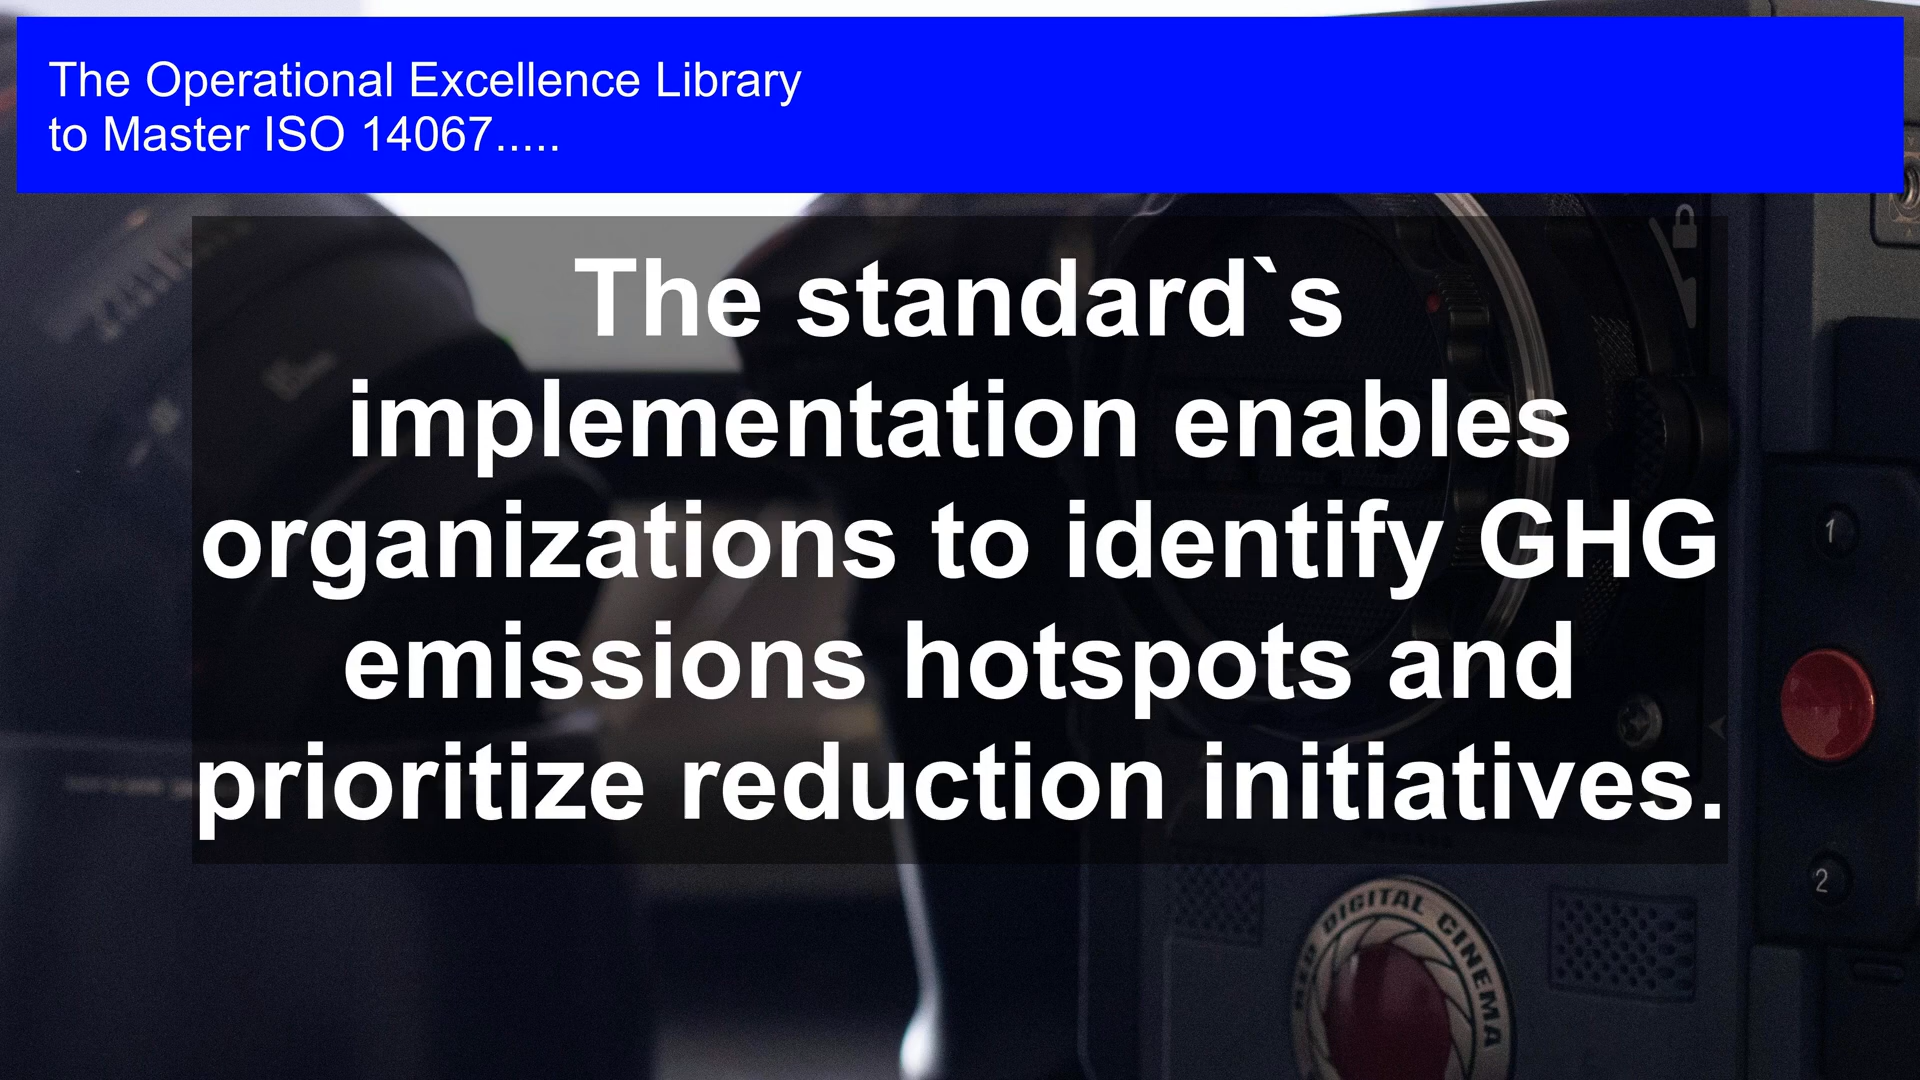 The Operational Excellence Library
to Master ISO 14067.....
The standard`s
implementation enables
organizations to identify GHG
emissions hotspots and
prioritize reduction initiatives.
1
2
RED DIGITAL CINEMA